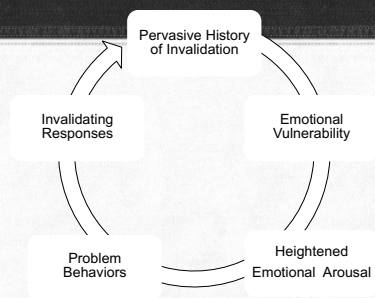 Pervasive History
of Invalidation
Emotional
Vulnerability
Heightened
Emotional Arousal
Problem
Behaviors
Invalidating
Responses